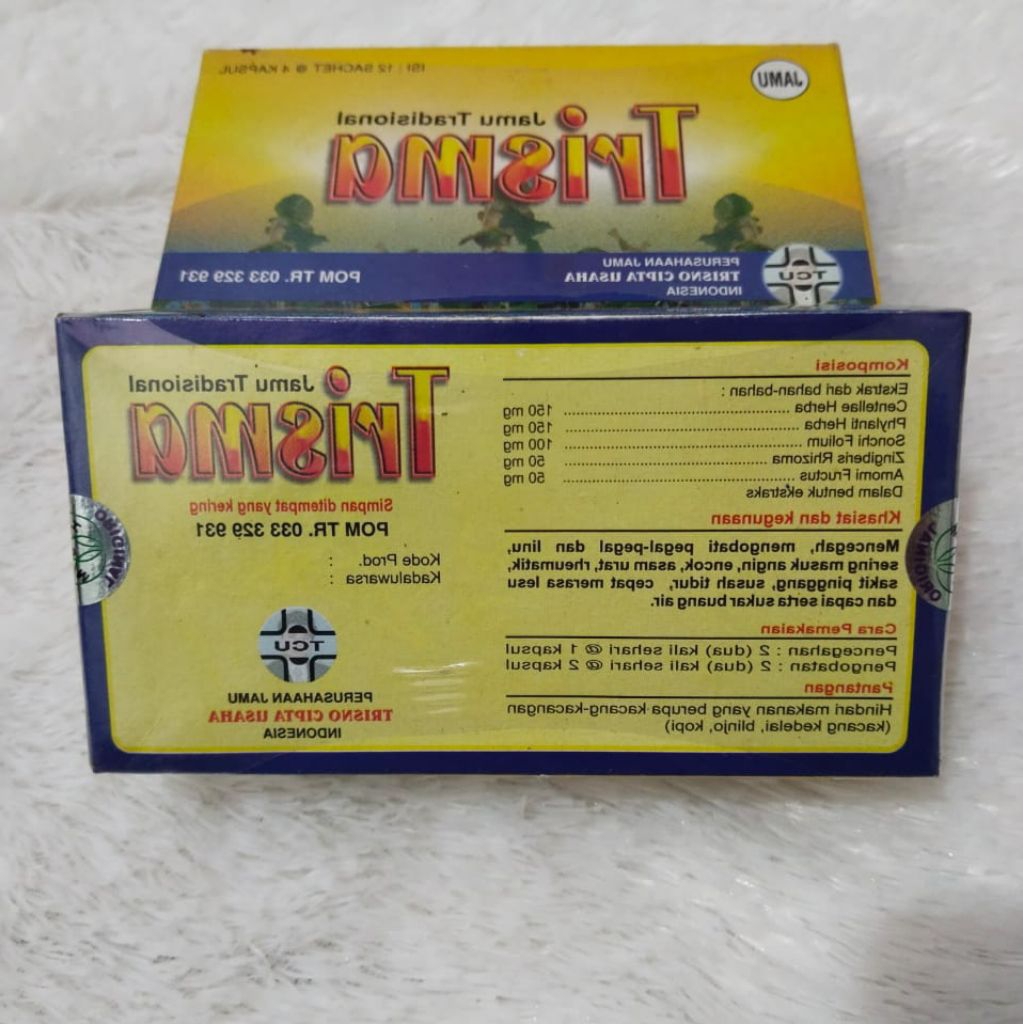 ISI : 12 SACHET @ 4 KAPSUL
JAMU
Jamu Tradisional
Trisma
TCU
PERUSAHAAN JAMU
TRISNO CIPTA USAHA
INDONESIA
POM TR. 033 329 931
Komposisi
Ekstrak dari bahan-bahan :
Centellae Herba ........ 150 mg
Phylanti Herba ........ 150 mg
Sonchi Folium ........ 100 mg
Zingiberis Rhizoma ........ 50 mg
Amomi Fructus ........ 50 mg
Dalam bentuk ekstraks
Khasiat dan kegunaan
Mencegah, mengobati pegal-pegal dan linu,
sering masuk angin, encok, asam urat, rheumatik,
sakit pinggang, susah tidur, cepat merasa lesu
dan capai serta sukar buang air.
Cara Pemakaian
Pencegahan : 2 (dua) kali sehari @ 1 kapsul
Pengobatan : 2 (dua) kali sehari @ 2 kapsul
Pantangan
Hindari makanan yang berupa kacang-kacangan
(kacang kedelai, blinjo, kopi)
Jamu Tradisional
Trisma
Simpan ditempat yang kering
POM TR. 033 329 931
Kode Prod. :
Kadaluwarsa :
TCU
PERUSAHAAN JAMU
TRISNO CIPTA USAHA
INDONESIA
ORIGINAL
ORIGINAL